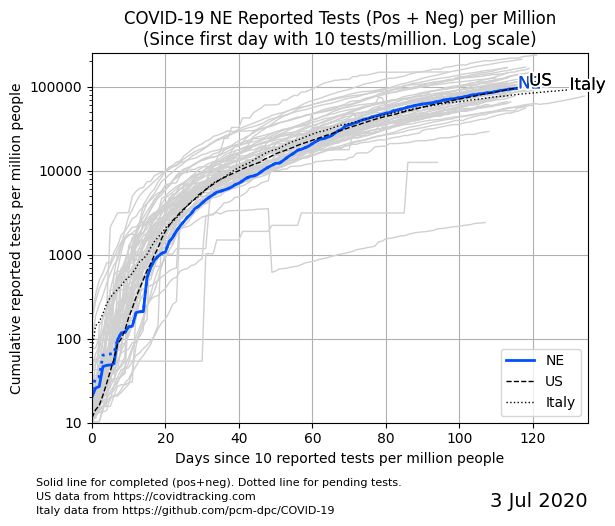 COVID-19 NE Reported Tests (Pos + Neg) per Million
(Since first day with 10 tests/million. Log scale)
Cumulative reported tests per million people
100000
10000
1000
100
10
NE
US
Italy
NE
US
Italy
0
20
40
60
80
100
120
Days since 10 reported tests per million people
Solid line for completed (pos+neg). Dotted line for pending tests.
US data from https://covidtracking.com
Italy data from https://github.com/pcm-dpc/COVID-19
3 Jul 2020